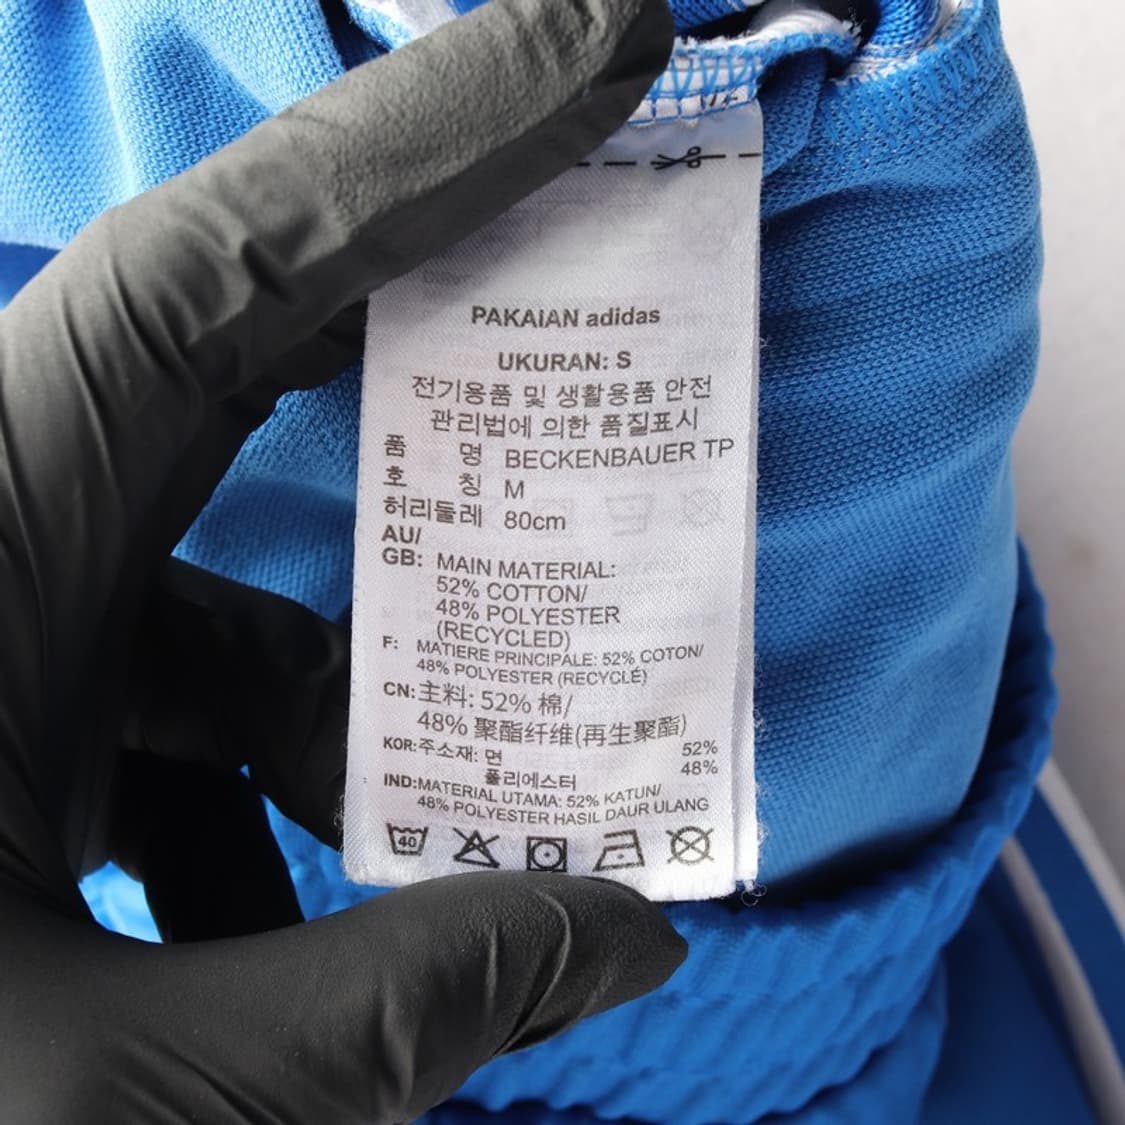 PAKAIAN adidas
UKURAN: S
전기용품 및 생활용품 안전
관리법에 의한 품질표시
품 명 BECKENBAUER TP
호 칭 M
허리둘레 80cm
AU/
GB: MAIN MATERIAL:
52% COTTON/
48% POLYESTER
(RECYCLED)
F: MATIERE PRINCIPALE: 52% COTON/
48% POLYESTER (RECYCLÉ)
CN:主料: 52% 棉/
48% 聚酯纤维(再生聚酯)
KOR:주소재: 면 52%
폴리에스터 48%
IND:MATERIAL UTAMA: 52% KATUN/
48% POLYESTER HASIL DAUR ULANG
40